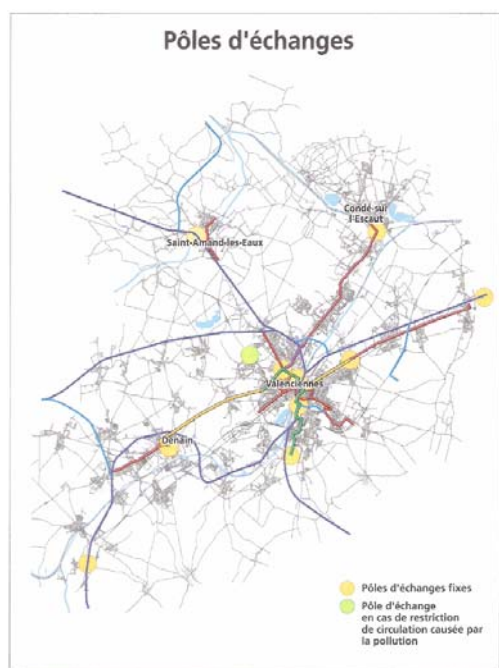 Pôles d'échanges
Condé-sur
l'Escaut
Saint-Amand-les-Eaux
Valenciennes
Denain
Pôles d'échanges fixes
Pôle d'échange
en cas de restriction
de circulation causée par
la pollution